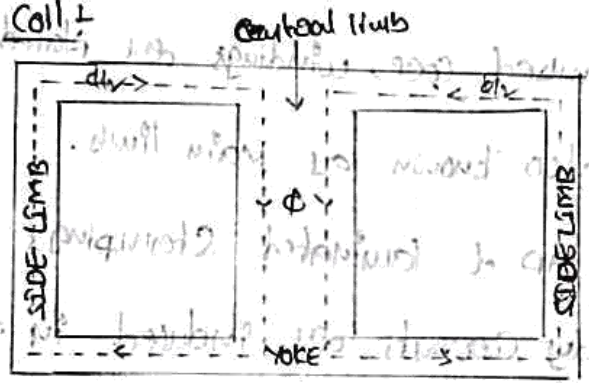 Coil :
Central limb
ϕ/2
ϕ/2
SIDE LIMB
ϕ
SIDE LIMB
YOKE